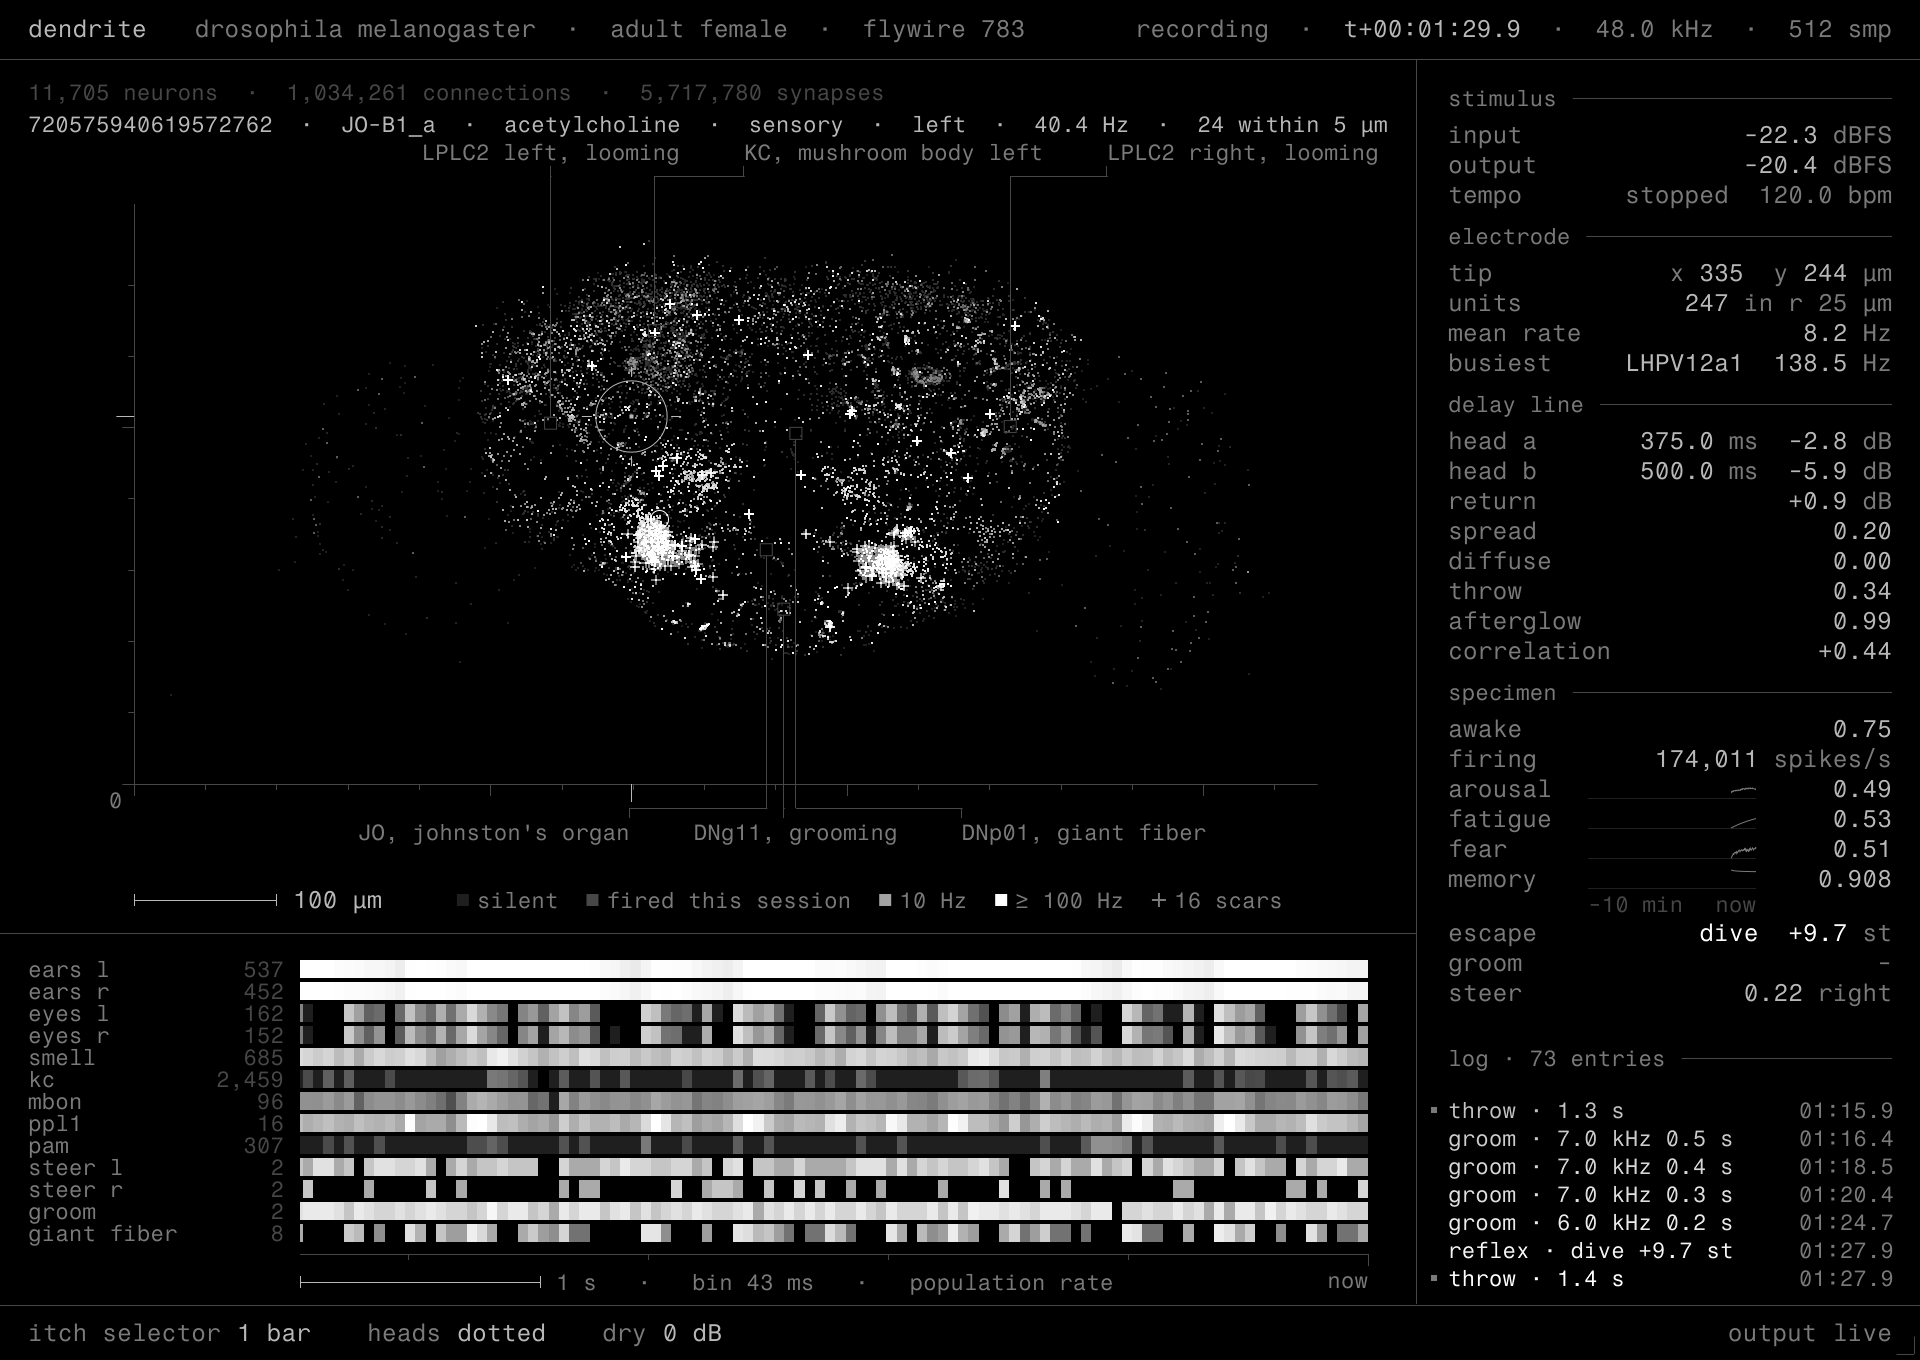 dendrite drosophila melanogaster · adult female · flywire 783 recording · t+00:01:29.9 · 48.0 kHz · 512 smp
11,705 neurons · 1,034,261 connections · 5,717,780 synapses
720575940619572762 · JO-B1_a · acetylcholine · sensory · left · 40.4 Hz · 24 within 5 µm
LPLC2 left, looming KC, mushroom body left LPLC2 right, looming
0
JO, johnston's organ DNg11, grooming DNp01, giant fiber
100 µm silent fired this session 10 Hz ≥ 100 Hz + 16 scars
ears l 537
ears r 452
eyes l 162
eyes r 152
smell 685
kc 2,459
mbon 96
ppl1 16
pam 307
steer l 2
steer r 2
groom 2
giant fiber 8
1 s · bin 43 ms · population rate now
stimulus
input -22.3 dBFS
output -20.4 dBFS
tempo stopped 120.0 bpm
electrode
tip x 335 y 244 µm
units 247 in r 25 µm
mean rate 8.2 Hz
busiest LHPV12a1 138.5 Hz
delay line
head a 375.0 ms -2.8 dB
head b 500.0 ms -5.9 dB
return +0.9 dB
spread 0.20
diffuse 0.00
throw 0.34
afterglow 0.99
correlation +0.44
specimen
awake 0.75
firing 174,011 spikes/s
arousal 0.49
fatigue 0.53
fear 0.51
memory 0.908
-10 min now
escape dive +9.7 st
groom -
steer 0.22 right
log · 73 entries
throw · 1.3 s 01:15.9
groom · 7.0 kHz 0.5 s 01:16.4
groom · 7.0 kHz 0.4 s 01:18.5
groom · 7.0 kHz 0.3 s 01:20.4
groom · 6.0 kHz 0.2 s 01:24.7
reflex · dive +9.7 st 01:27.9
throw · 1.4 s 01:27.9
itch selector 1 bar heads dotted dry 0 dB output live